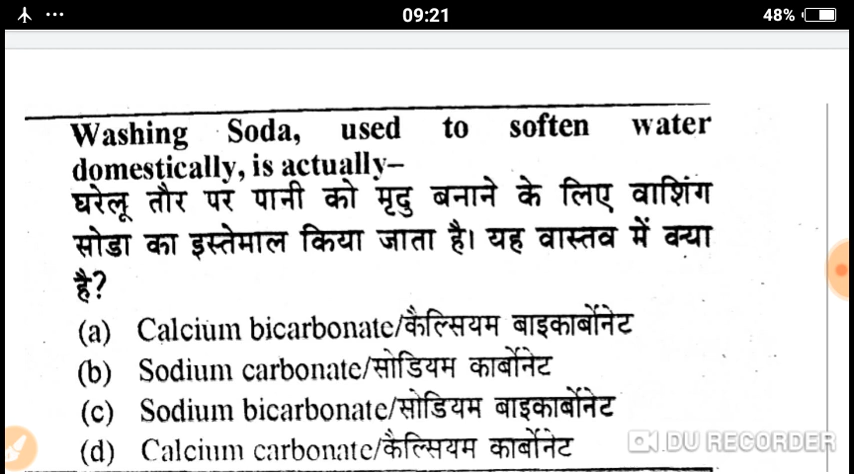 09:21
48%
Washing Soda, used to soften water
domestically, is actually–
घरेलू तौर पर पानी को मृदु बनाने के लिए वाशिंग
सोडा का इस्तेमाल किया जाता है। यह वास्तव में क्या
है?
(a) Calcium bicarbonate/कैल्सियम बाइकार्बोनेट
(b) Sodium carbonate/सोडियम कार्बोनेट
(c) Sodium bicarbonate/सोडियम बाइकार्बोनेट
(d) Calcium carbonate/कैल्सियम कार्बोनेट
DU RECORDER